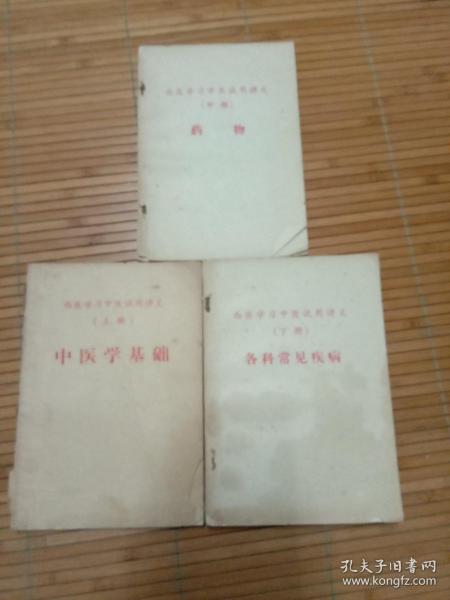 西医学习中医试用讲义
（中册）
药物
西医学习中医试用讲义
（上册）
中医学基础
西医学习中医试用讲义
（下册）
各科常见疾病
孔夫子旧书网
www.kongfz.com